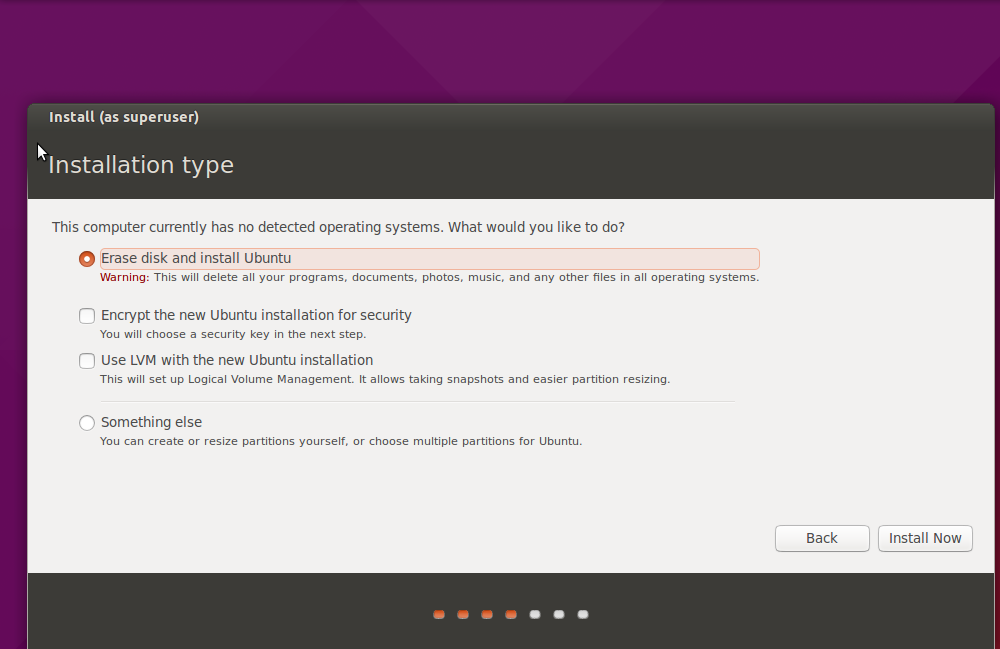 Install (as superuser)
Installation type
This computer currently has no detected operating systems. What would you like to do?
Erase disk and install Ubuntu
Warning: This will delete all your programs, documents, photos, music, and any other files in all operating systems.
Encrypt the new Ubuntu installation for security
You will choose a security key in the next step.
Use LVM with the new Ubuntu installation
This will set up Logical Volume Management. It allows taking snapshots and easier partition resizing.
Something else
You can create or resize partitions yourself, or choose multiple partitions for Ubuntu.
Back Install Now